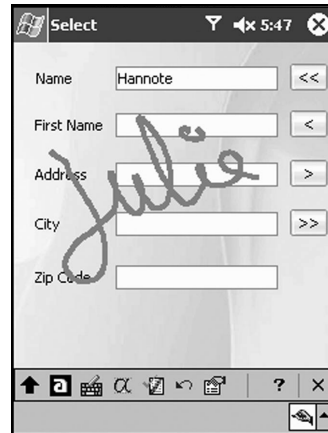 Select 5:47
Name Hannote <<
First Name <
Address >
City >>
Zip Code
Julie
a α ? ×